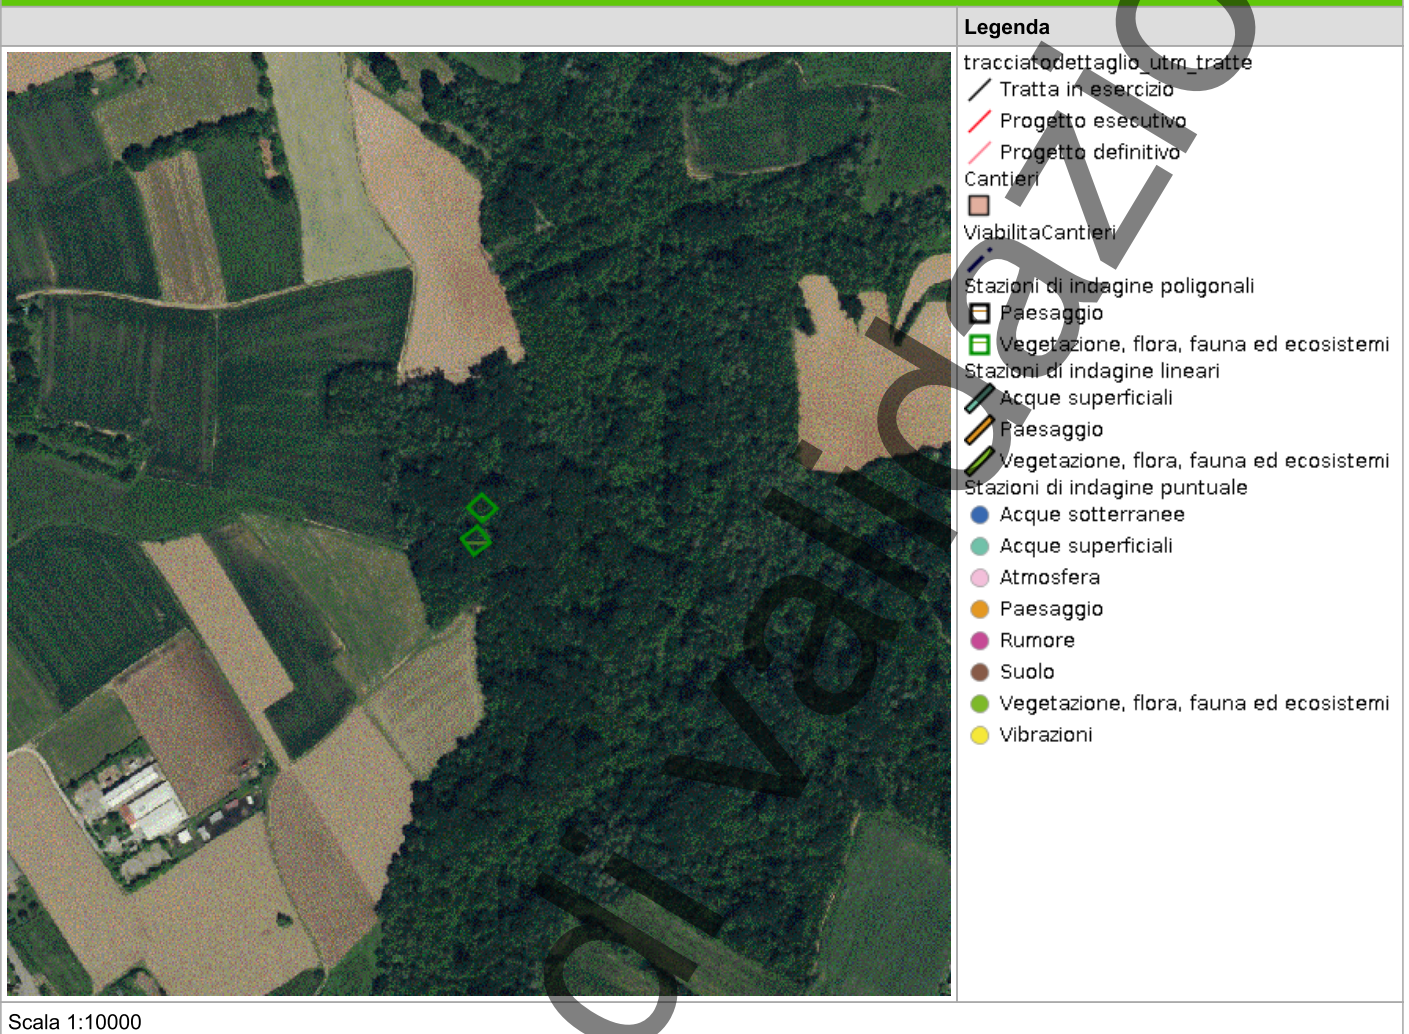 Legenda
tracciatodettaglio_utm_tratte
Tratta in esercizio
Progetto esecutivo
Progetto definitivo
Cantieri
ViabilitaCantieri
Stazioni di indagine poligonali
Paesaggio
Vegetazione, flora, fauna ed ecosistemi
Stazioni di indagine lineari
Acque superficiali
Paesaggio
Vegetazione, flora, fauna ed ecosistemi
Stazioni di indagine puntuale
Acque sotterranee
Acque superficiali
Atmosfera
Paesaggio
Rumore
Suolo
Vegetazione, flora, fauna ed ecosistemi
Vibrazioni
di validazio
Scala 1:10000